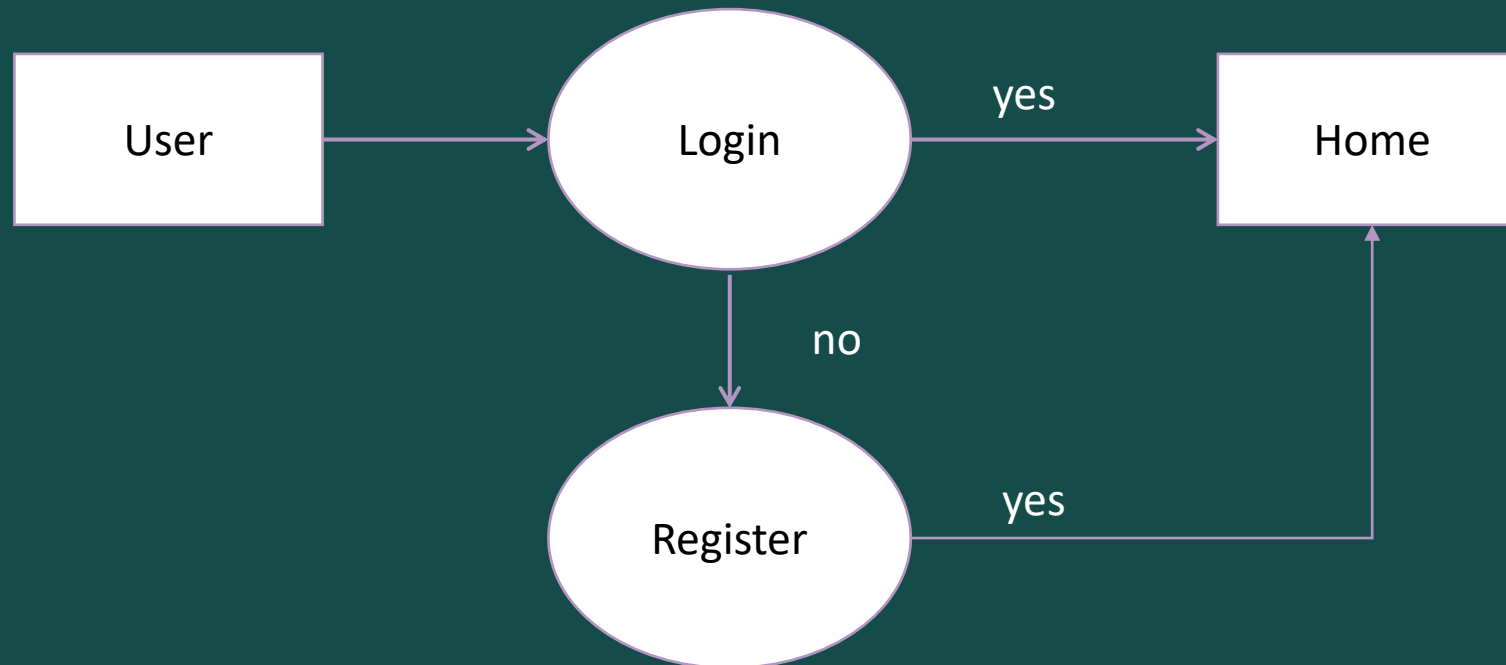 User
Login
yes
Home
no
Register
yes